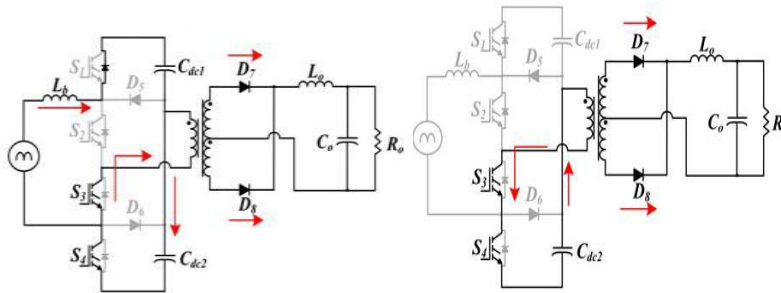 S1
Cdc1
Lb
D5
S2
S3
D6
S4
Cdc2
D7
Lo
Co
Ro
D8
S1
Cdc1
Lb
D5
S2
S3
D6
S4
Cdc2
D7
Lo
Co
R
D8